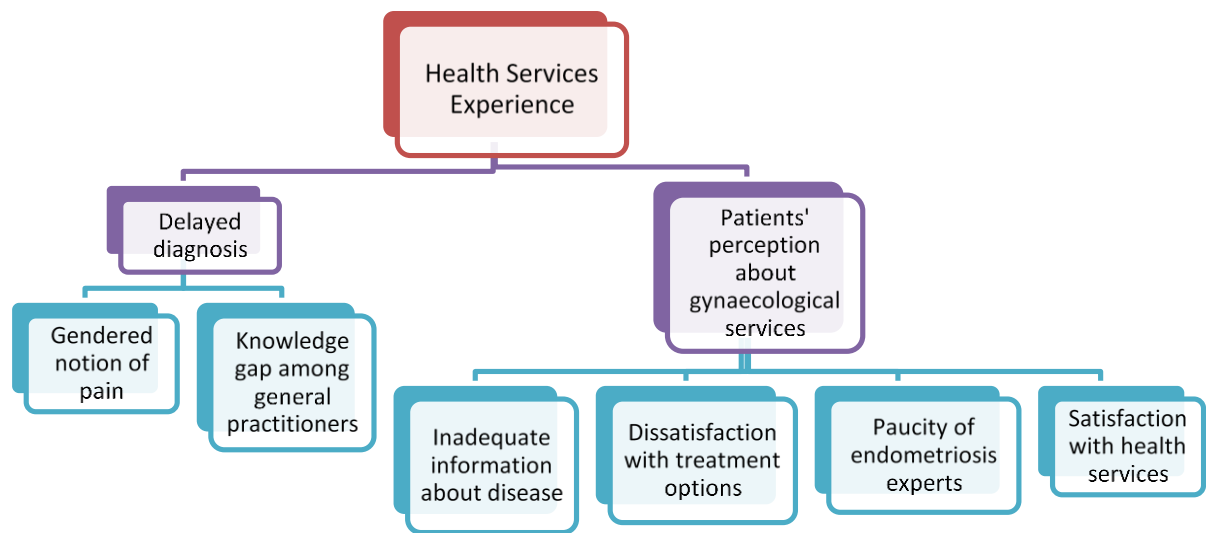 Health Services
Experience
Delayed
diagnosis
Patients'
perception
about
gynaecological
services
Gendered
notion of
pain
Knowledge
gap among
general
practitioners
Inadequate
information
about disease
Dissatisfaction
with treatment
options
Paucity of
endometriosis
experts
Satisfaction
with health
services